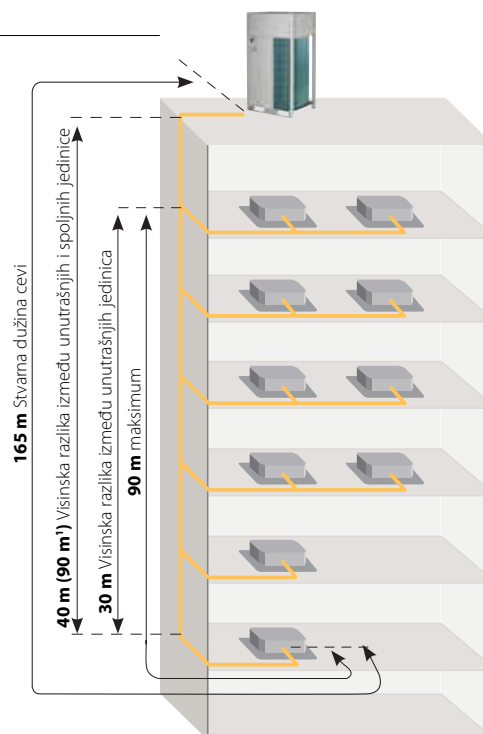 165 m Stvarna dužina cevi
40 m (90 m¹) Visinska razlika između unutrašnjih i spoljnih jedinice
30 m Visinska razlika između unutrašnjih jedinica
90 m maksimum